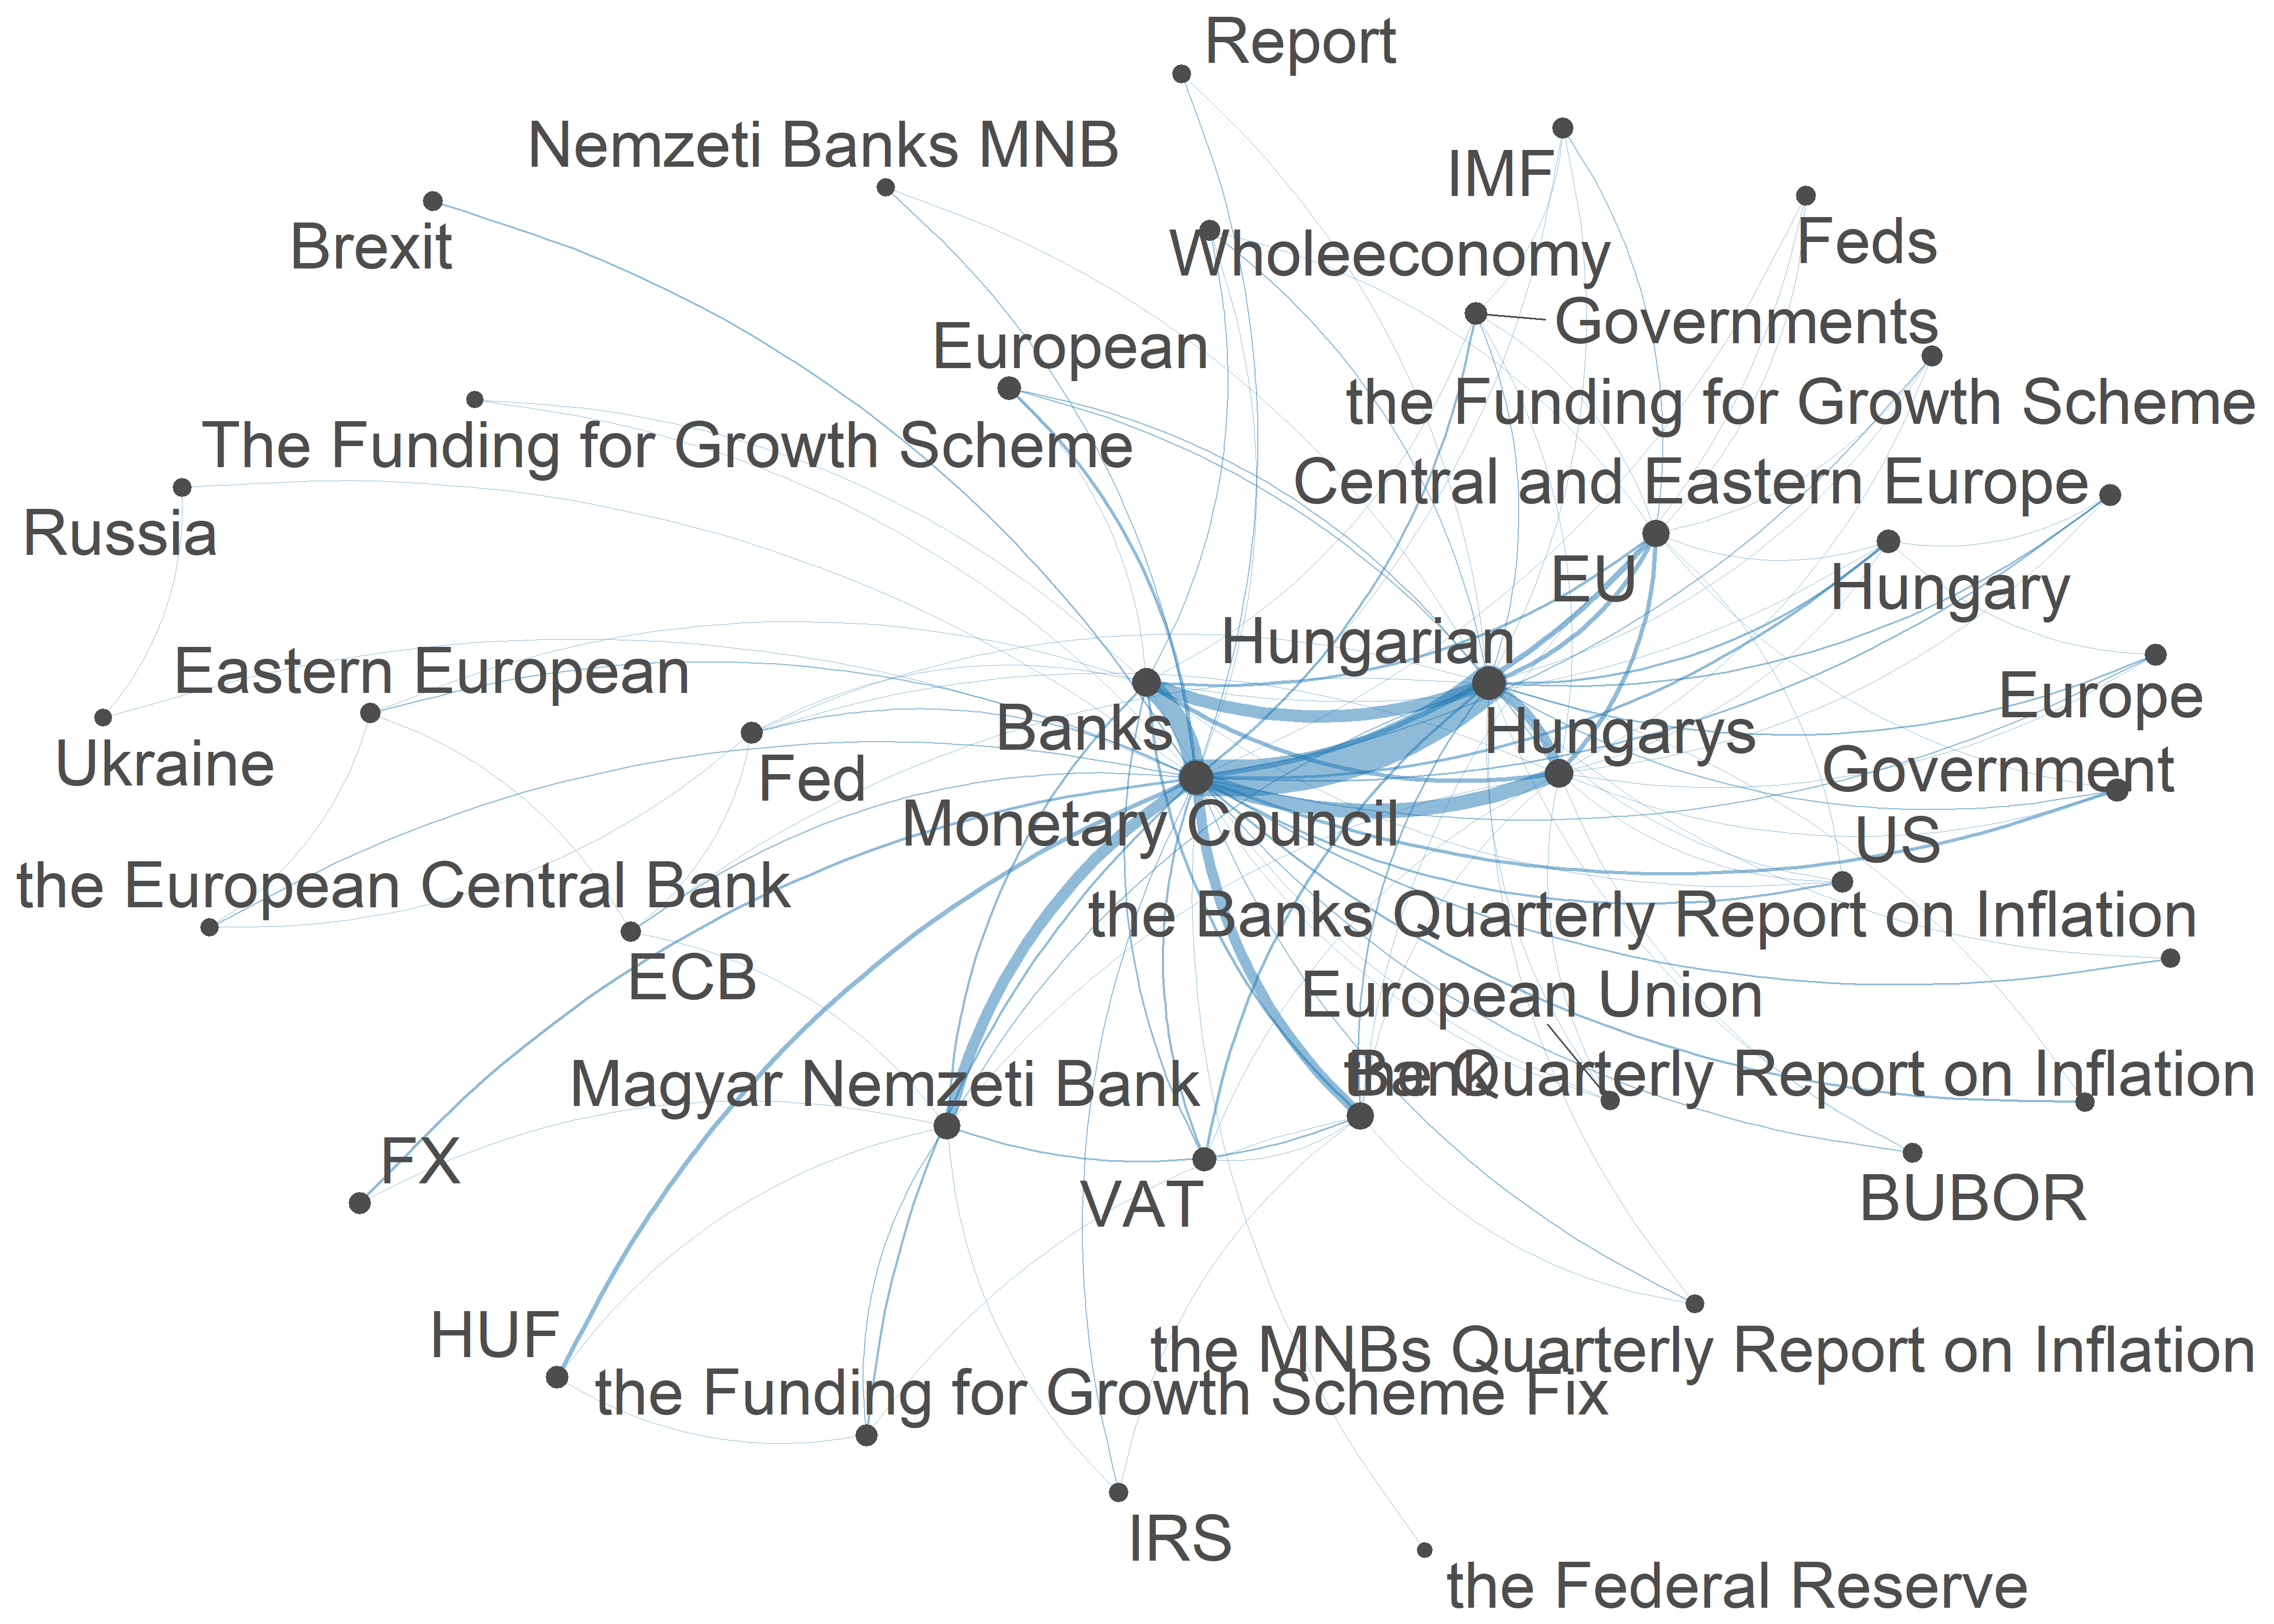 Report
Nemzeti Banks MNB
IMF
Brexit
Wholeeconomy
Feds
Governments
European
the Funding for Growth Scheme
The Funding for Growth Scheme
Central and Eastern Europe
Russia
EU
Hungary
Hungarian
Eastern European
Europe
Banks
Hungarys
Ukraine
Fed
Government
Monetary Council
US
the European Central Bank
the Banks Quarterly Report on Inflation
ECB
European Union
Magyar Nemzeti Bank
Bank
the Quarterly Report on Inflation
FX
VAT
BUBOR
HUF
the MNBs Quarterly Report on Inflation
the Funding for Growth Scheme Fix
IRS
the Federal Reserve